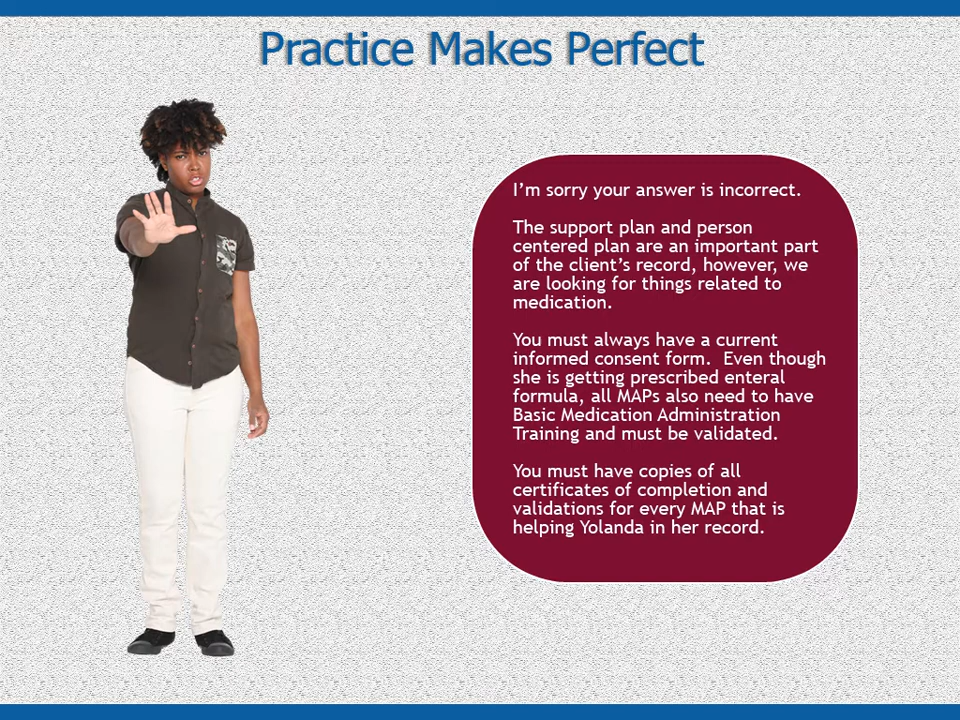 Practice Makes Perfect
I'm sorry your answer is incorrect.
The support plan and person
centered plan are an important part
of the client's record, however, we
are looking for things related to
medication.
You must always have a current
informed consent form.  Even though
she is getting prescribed enteral
formula, all MAPs also need to have
Basic Medication Administration
Training and must be validated.
You must have copies of all
certificates of completion and
validations for every MAP that is
helping Yolanda in her record.